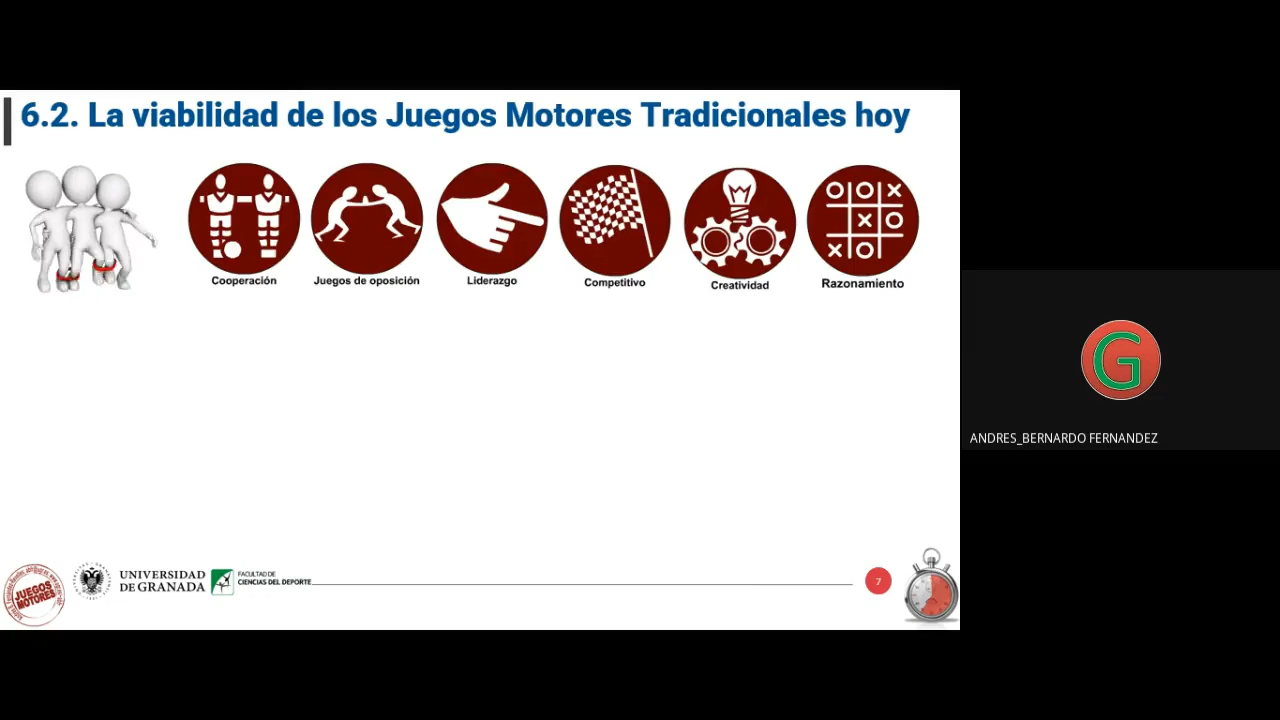 6.2. La viabilidad de los Juegos Motores Tradicionales hoy
Cooperación
Juegos de oposición
Liderazgo
Competitivo
Creatividad
Razonamiento
G
ANDRES_BERNARDO FERNANDEZ
JUEGOS
MOTORES
UNIVERSIDAD
DE GRANADA
FACULTAD DE
CIENCIAS DEL DEPORTE
7